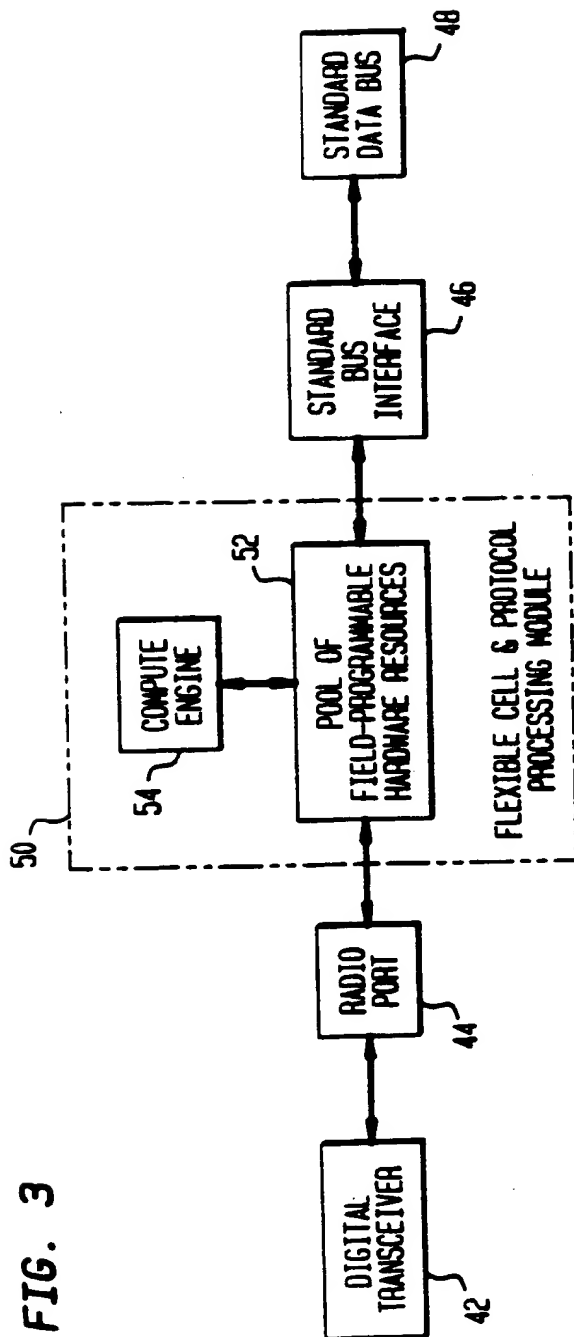 FIG. 3
50
54
COMPUTE
ENGINE
52
POOL OF
FIELD-PROGRAMMABLE
HARDWARE RESOURCES
FLEXIBLE CELL & PROTOCOL
PROCESSING MODULE
DIGITAL
TRANSCEIVER
42
RADIO
PORT
44
STANDARD
BUS
INTERFACE
46
STANDARD
DATA BUS
48